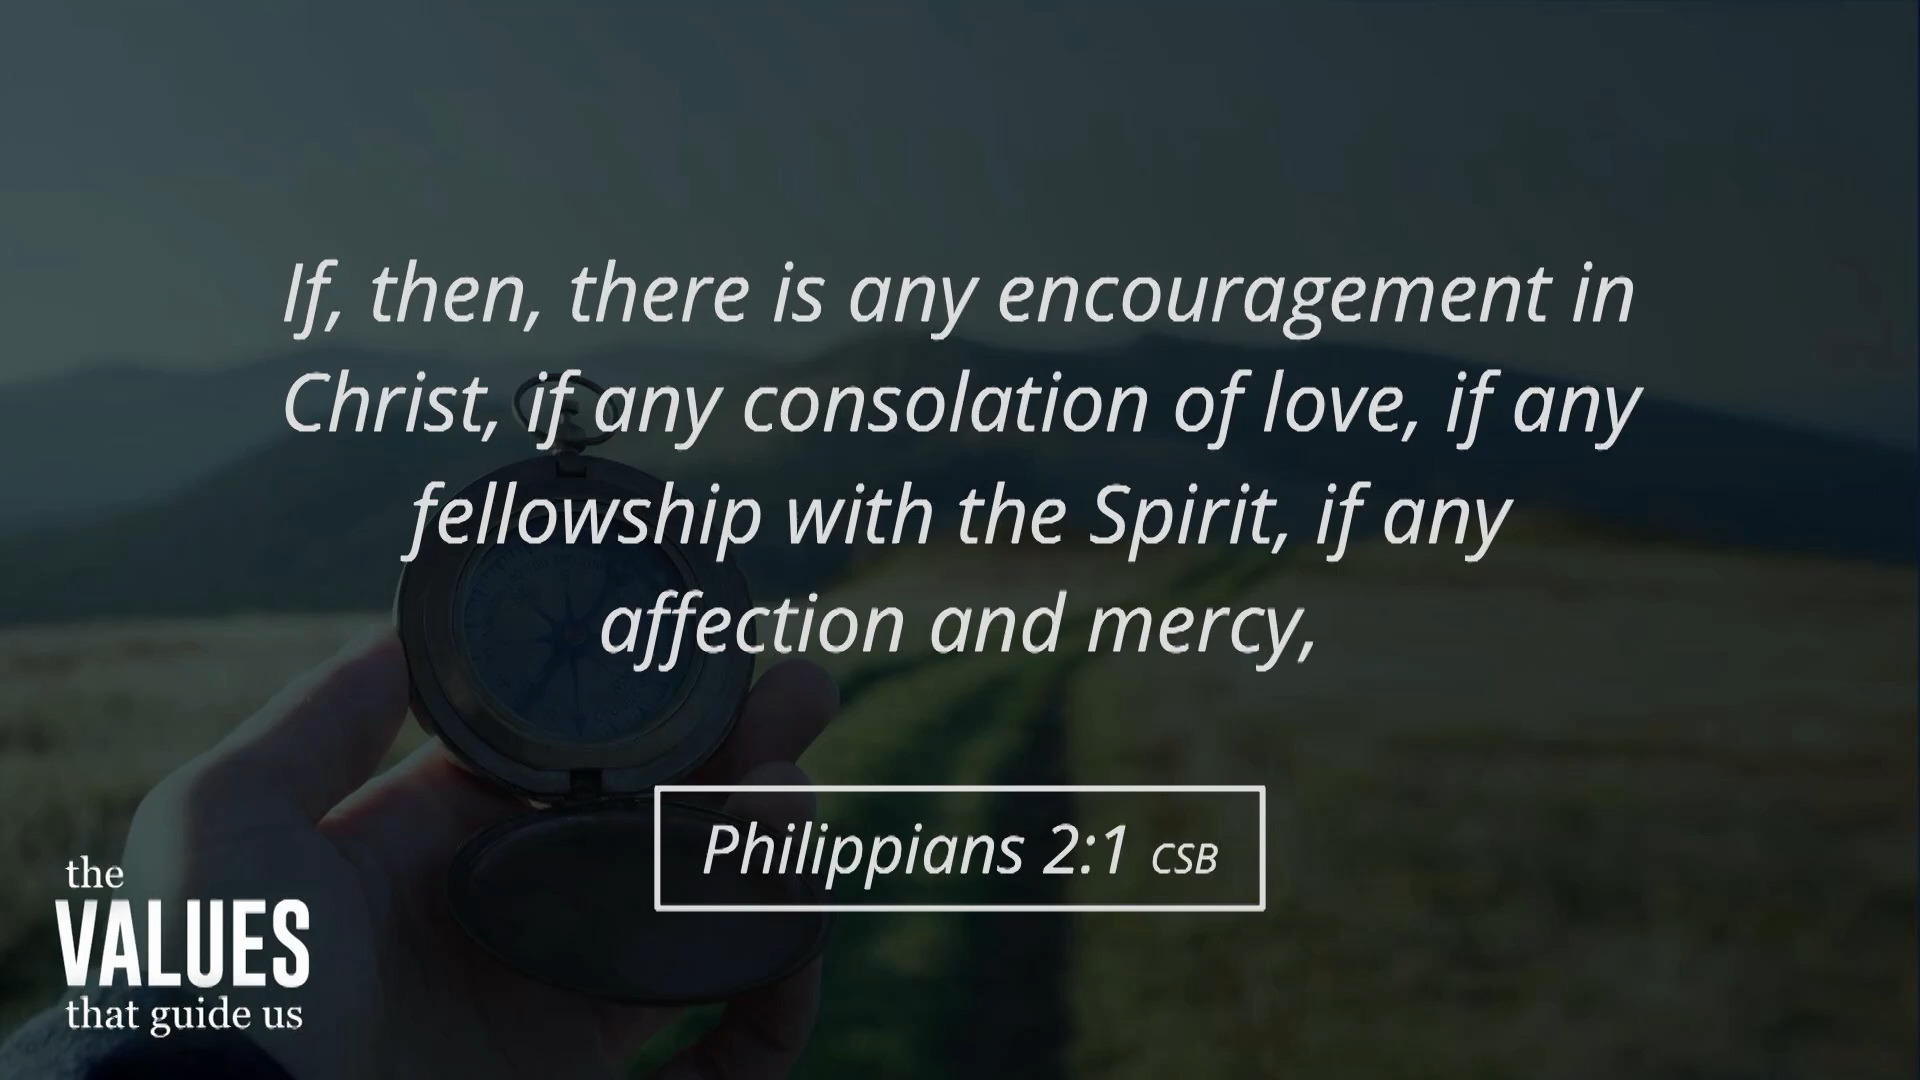 If, then, there is any encouragement in
Christ, if any consolation of love, if any
fellowship with the Spirit, if any
affection and mercy,
Philippians 2:1 CSB
the
VALUES
that guide us